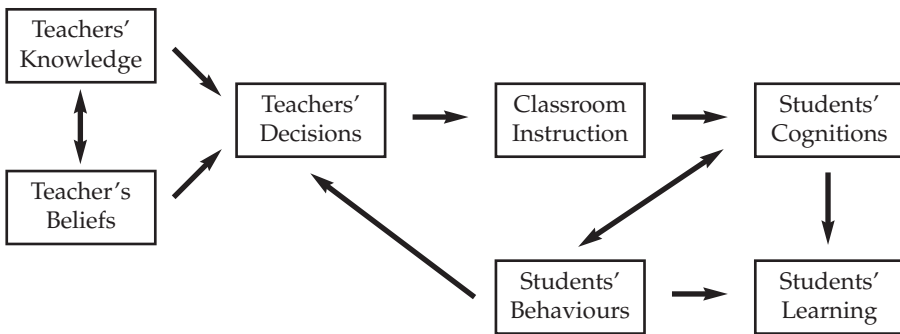 Teachers'
Knowledge
Teachers'
Decisions
Classroom
Instruction
Students'
Cognitions
Teacher's
Beliefs
Students'
Behaviours
Students'
Learning